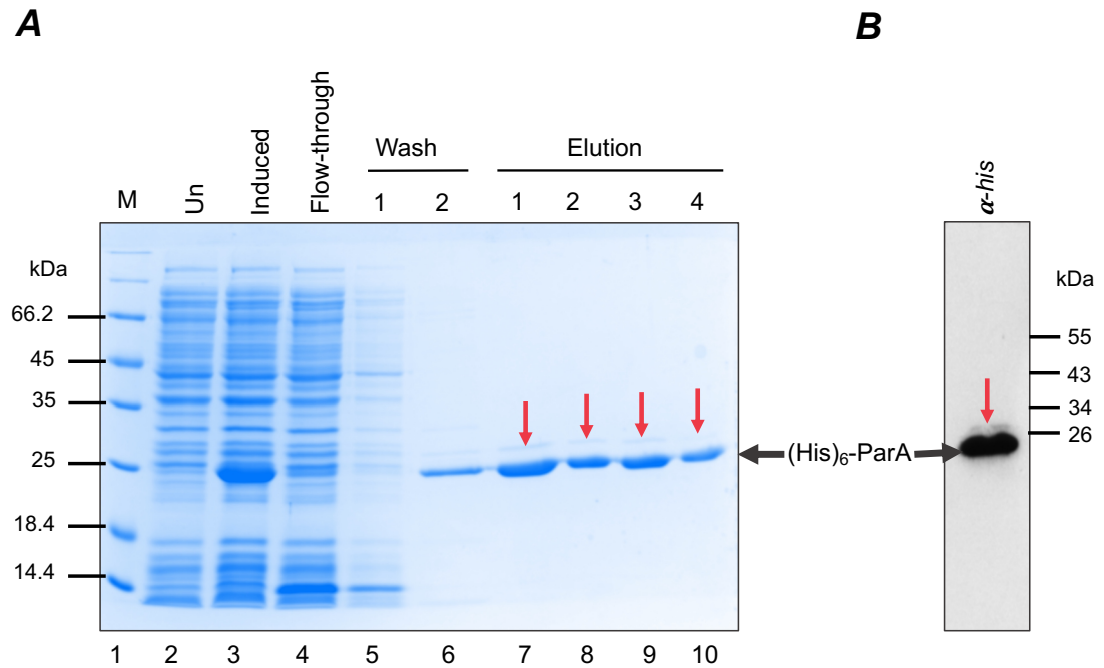 A
B
M
Un
Induced
Flow-through
Wash
1 2
Elution
1 2 3 4
α-his
kDa
66.2
45
35
25
18.4
14.4
(His)6-ParA
kDa
55
43
34
26
1 2 3 4 5 6 7 8 9 10